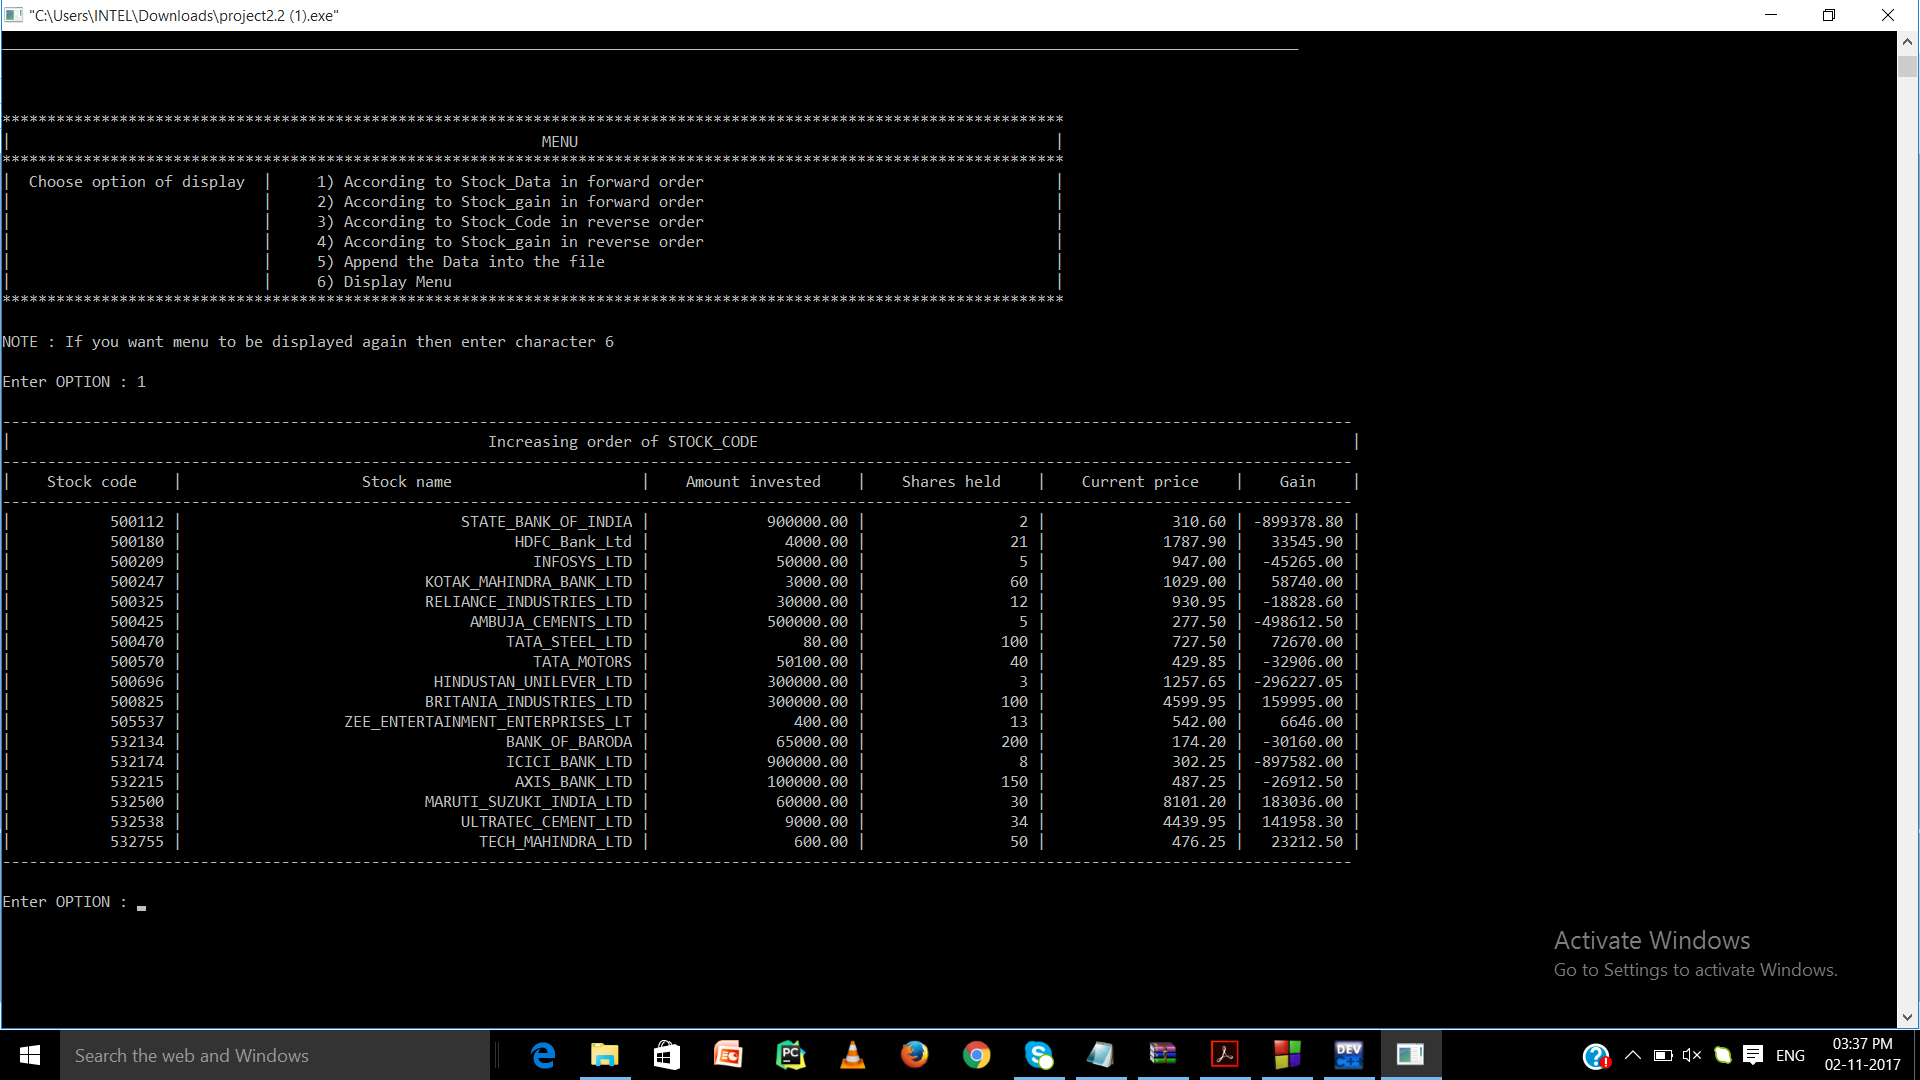 "C:\Users\INTEL\Downloads\project2.2 (1).exe"
MENU
Choose option of display | 1) According to Stock_Data in forward order
2) According to Stock_gain in forward order
3) According to Stock_Code in reverse order
4) According to Stock_gain in reverse order
5) Append the Data into the file
6) Display Menu
NOTE : If you want menu to be displayed again then enter character 6
Enter OPTION : 1
Increasing order of STOCK_CODE
| Stock code | Stock name | Amount invested | Shares held | Current price | Gain |
| 500112 | STATE_BANK_OF_INDIA | 900000.00 | 2 | 310.60 | -899378.80 |
| 500180 | HDFC_Bank_Ltd | 4000.00 | 21 | 1787.90 | 33545.90 |
| 500209 | INFOSYS_LTD | 50000.00 | 5 | 947.00 | -45265.00 |
| 500247 | KOTAK_MAHINDRA_BANK_LTD | 3000.00 | 60 | 1029.00 | 58740.00 |
| 500325 | RELIANCE_INDUSTRIES_LTD | 30000.00 | 12 | 930.95 | -18828.60 |
| 500425 | AMBUJA_CEMENTS_LTD | 500000.00 | 5 | 277.50 | -498612.50 |
| 500470 | TATA_STEEL_LTD | 80.00 | 100 | 727.50 | 72670.00 |
| 500570 | TATA_MOTORS | 50100.00 | 40 | 429.85 | -32906.00 |
| 500696 | HINDUSTAN_UNILEVER_LTD | 300000.00 | 3 | 1257.65 | -296227.05 |
| 500825 | BRITANIA_INDUSTRIES_LTD | 300000.00 | 100 | 4599.95 | 159995.00 |
| 505537 | ZEE_ENTERTAINMENT_ENTERPRISES_LT | 400.00 | 13 | 542.00 | 6646.00 |
| 532134 | BANK_OF_BARODA | 65000.00 | 200 | 174.20 | -30160.00 |
| 532174 | ICICI_BANK_LTD | 900000.00 | 8 | 302.25 | -897582.00 |
| 532215 | AXIS_BANK_LTD | 100000.00 | 150 | 487.25 | -26912.50 |
| 532500 | MARUTI_SUZUKI_INDIA_LTD | 60000.00 | 30 | 8101.20 | 183036.00 |
| 532538 | ULTRATEC_CEMENT_LTD | 9000.00 | 34 | 4439.95 | 141958.30 |
| 532755 | TECH_MAHINDRA_LTD | 600.00 | 50 | 476.25 | 23212.50 |
Enter OPTION :
Activate Windows
Go to Settings to activate Windows.
Search the web and Windows
PC
DEV
ENG
03:37 PM
02-11-2017